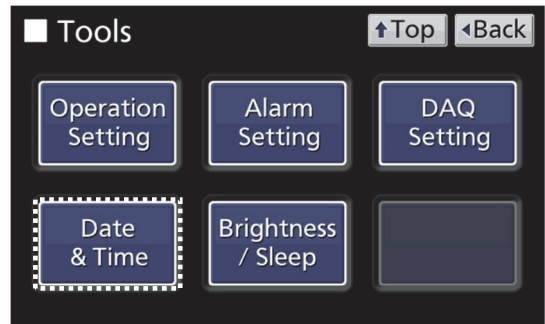 Tools
Top
Back
Operation
Setting
Alarm
Setting
DAQ
Setting
Date
& Time
Brightness
/ Sleep